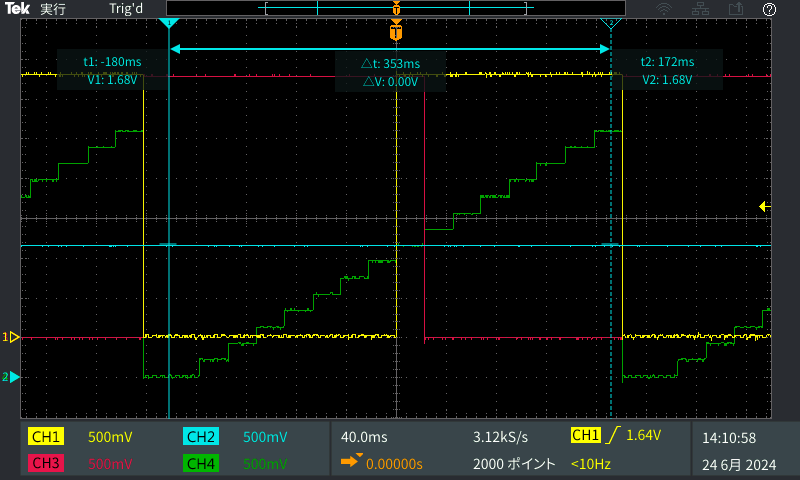 Tek 実行 Trig'd
T
1 2
T
t1: -180ms △t: 353ms t2: 172ms
V1: 1.68V △V: 0.00V V2: 1.68V
1
2
CH1 500mV CH2 500mV 40.0ms 3.12kS/s CH1 1.64V 14:10:58
CH3 500mV CH4 500mV 0.00000s 2000 ポイント <10Hz 24 6月 2024